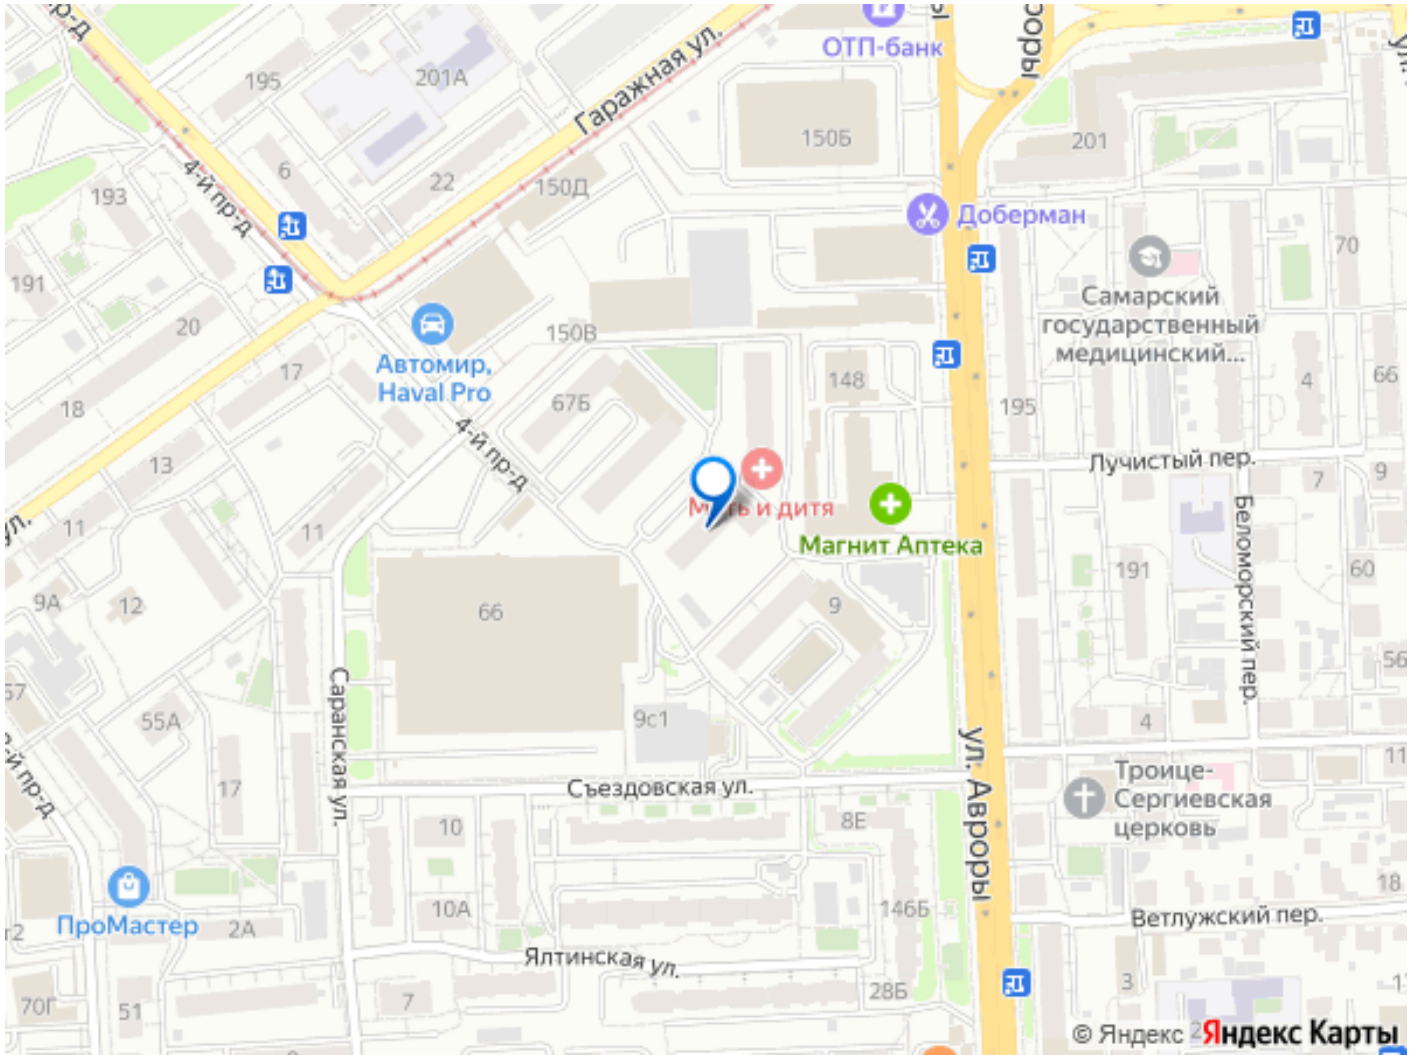 ОТП-банк
Гаражная ул.
195
201А
150Б
201
6
22
150Д
193
4-й пр-д
Доберман
191
20
70
Самарский
государственный
медицинский...
Автомир,
Haval Pro
150В
17
67Б
148
18
195
4
66
4-й пр-д
13
11
11
Лучистый пер.
7
9
Мать и дитя
Магнит Аптека
Беломорский пер.
191
60
9А
12
66
9
56
57
55А
Саранская ул.
9с1
4
11
ул. Авроры
Съездовская ул.
17
10
8Е
Троице-
Сергиевская
церковь
18
ПроМастер
2А
10А
146Б
Ветлужский пер.
Ялтинская ул.
70Г
51
7
28Б
3
© Яндекс Яндекс Карты